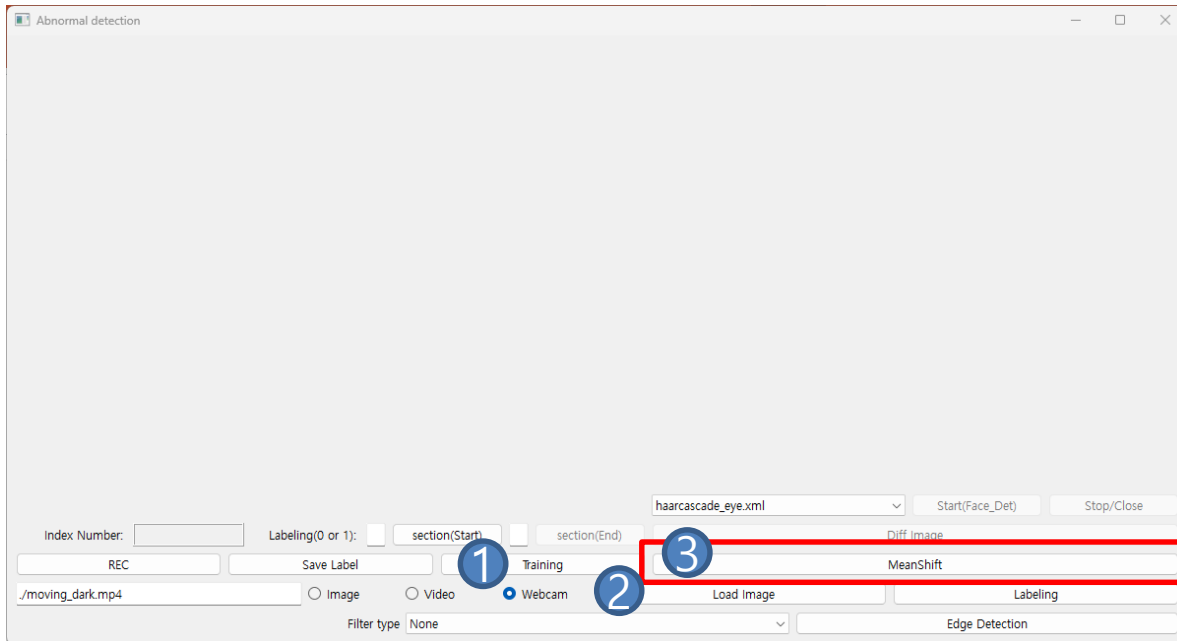 Abnormal detection
haarcascade_eye.xml Start(Face_Det) Stop/Close
Index Number: Labeling(0 or 1): section(Start) section(End) Diff Image
REC Save Label 1 Training 3 MeanShift
./moving_dark.mp4 Image Video Webcam 2 Load Image Labeling
Filter type None Edge Detection